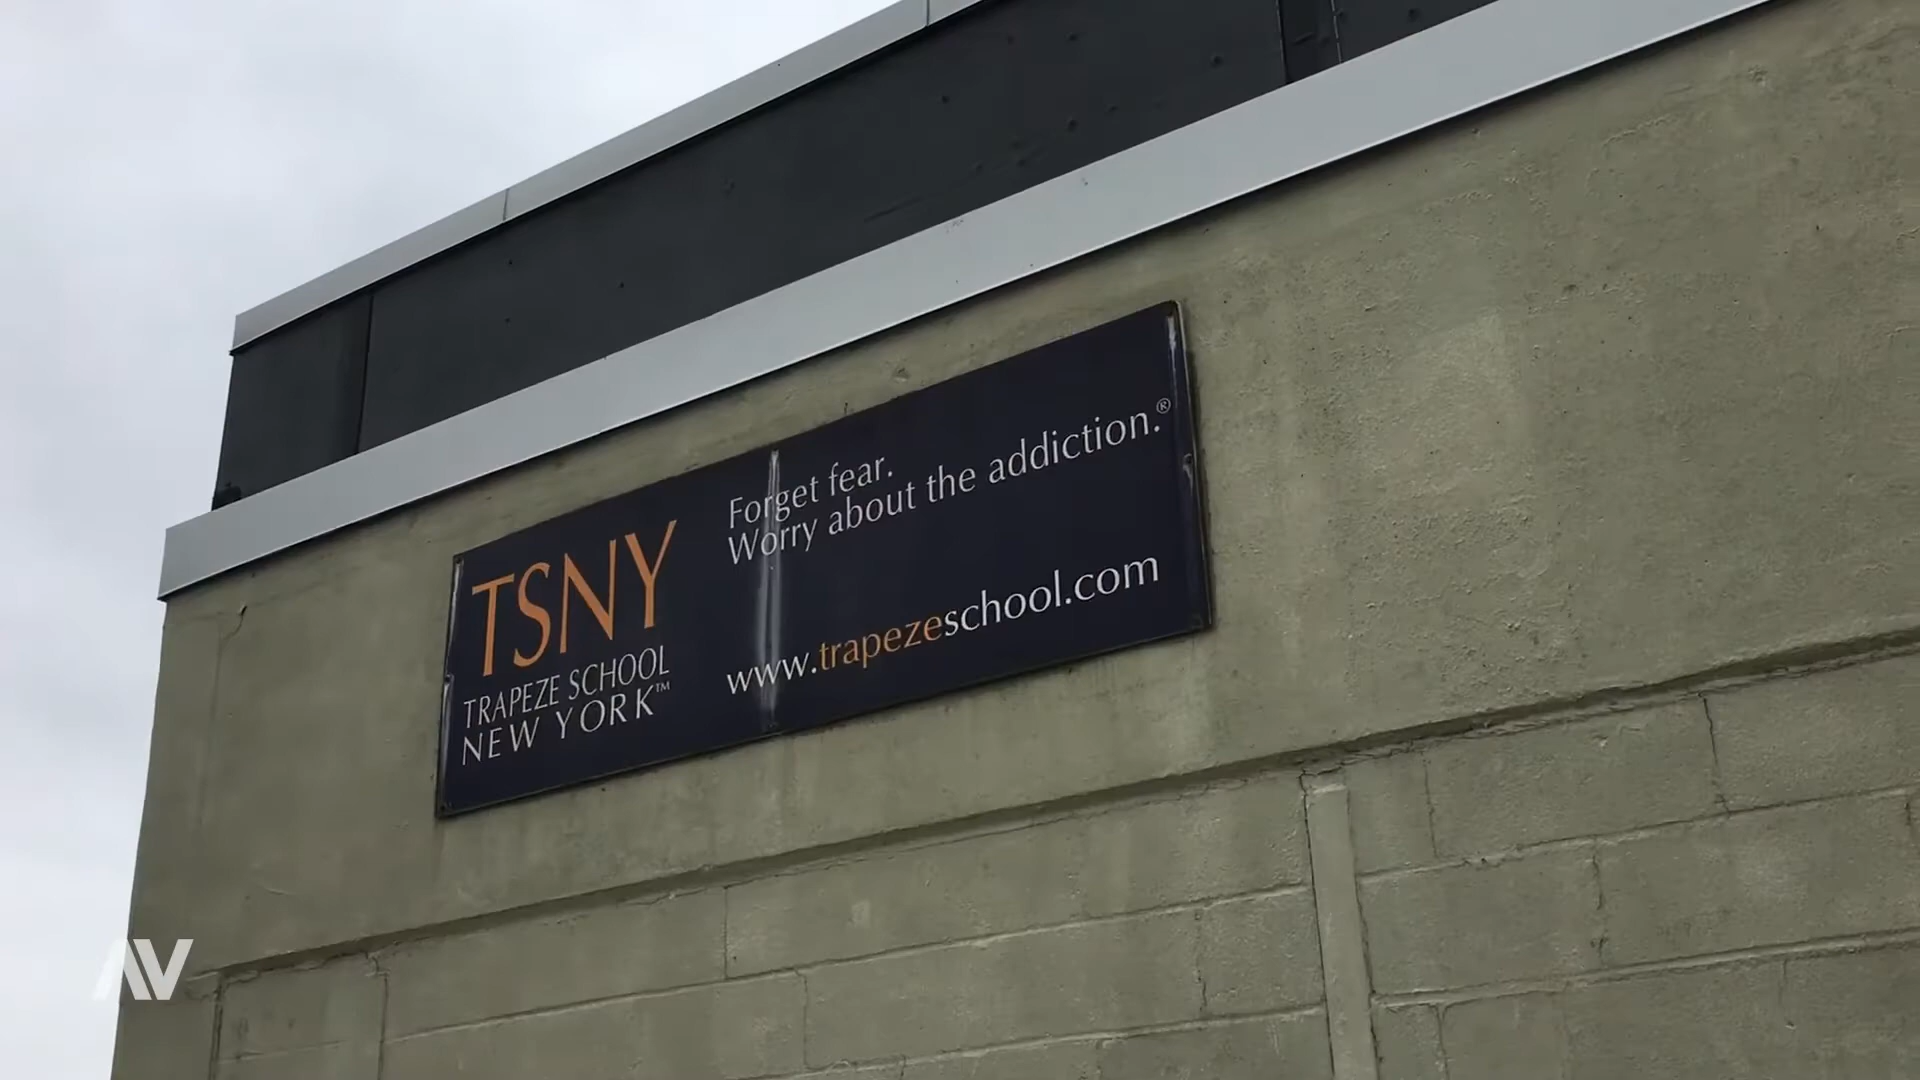 TSNY
TRAPEZE SCHOOL
NEW YORK™
Forget fear.
Worry about the addiction.®
www.trapezeschool.com
AV